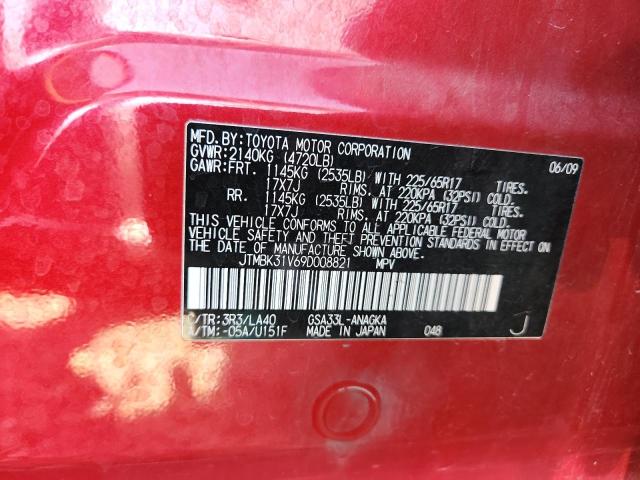 MFD.BY:TOYOTA MOTOR CORPORATION 06/09
GVWR:2140KG (4720LB)
GAWR:FRT. 1145KG (2535LB) WITH 225/65R17 TIRES.
17X7J RIMS. AT 220KPA (32PSI) COLD.
RR. 1145KG (2535LB) WITH 225/65R17 TIRES.
17X7J RIMS. AT 220KPA (32PSI) COLD.
THIS VEHICLE CONFORMS TO ALL APPLICABLE FEDERAL MOTOR
VEHICLE SAFETY AND THEFT PREVENTION STANDARDS IN EFFECT
ON THE DATE OF MANUFACTURE SHOWN ABOVE.
JTMBK31V69D008821 MPV
C/TR:3R3/LA40 GSA33L-ANAGKA
A/TM:-05A/U151F MADE IN JAPAN 048 J